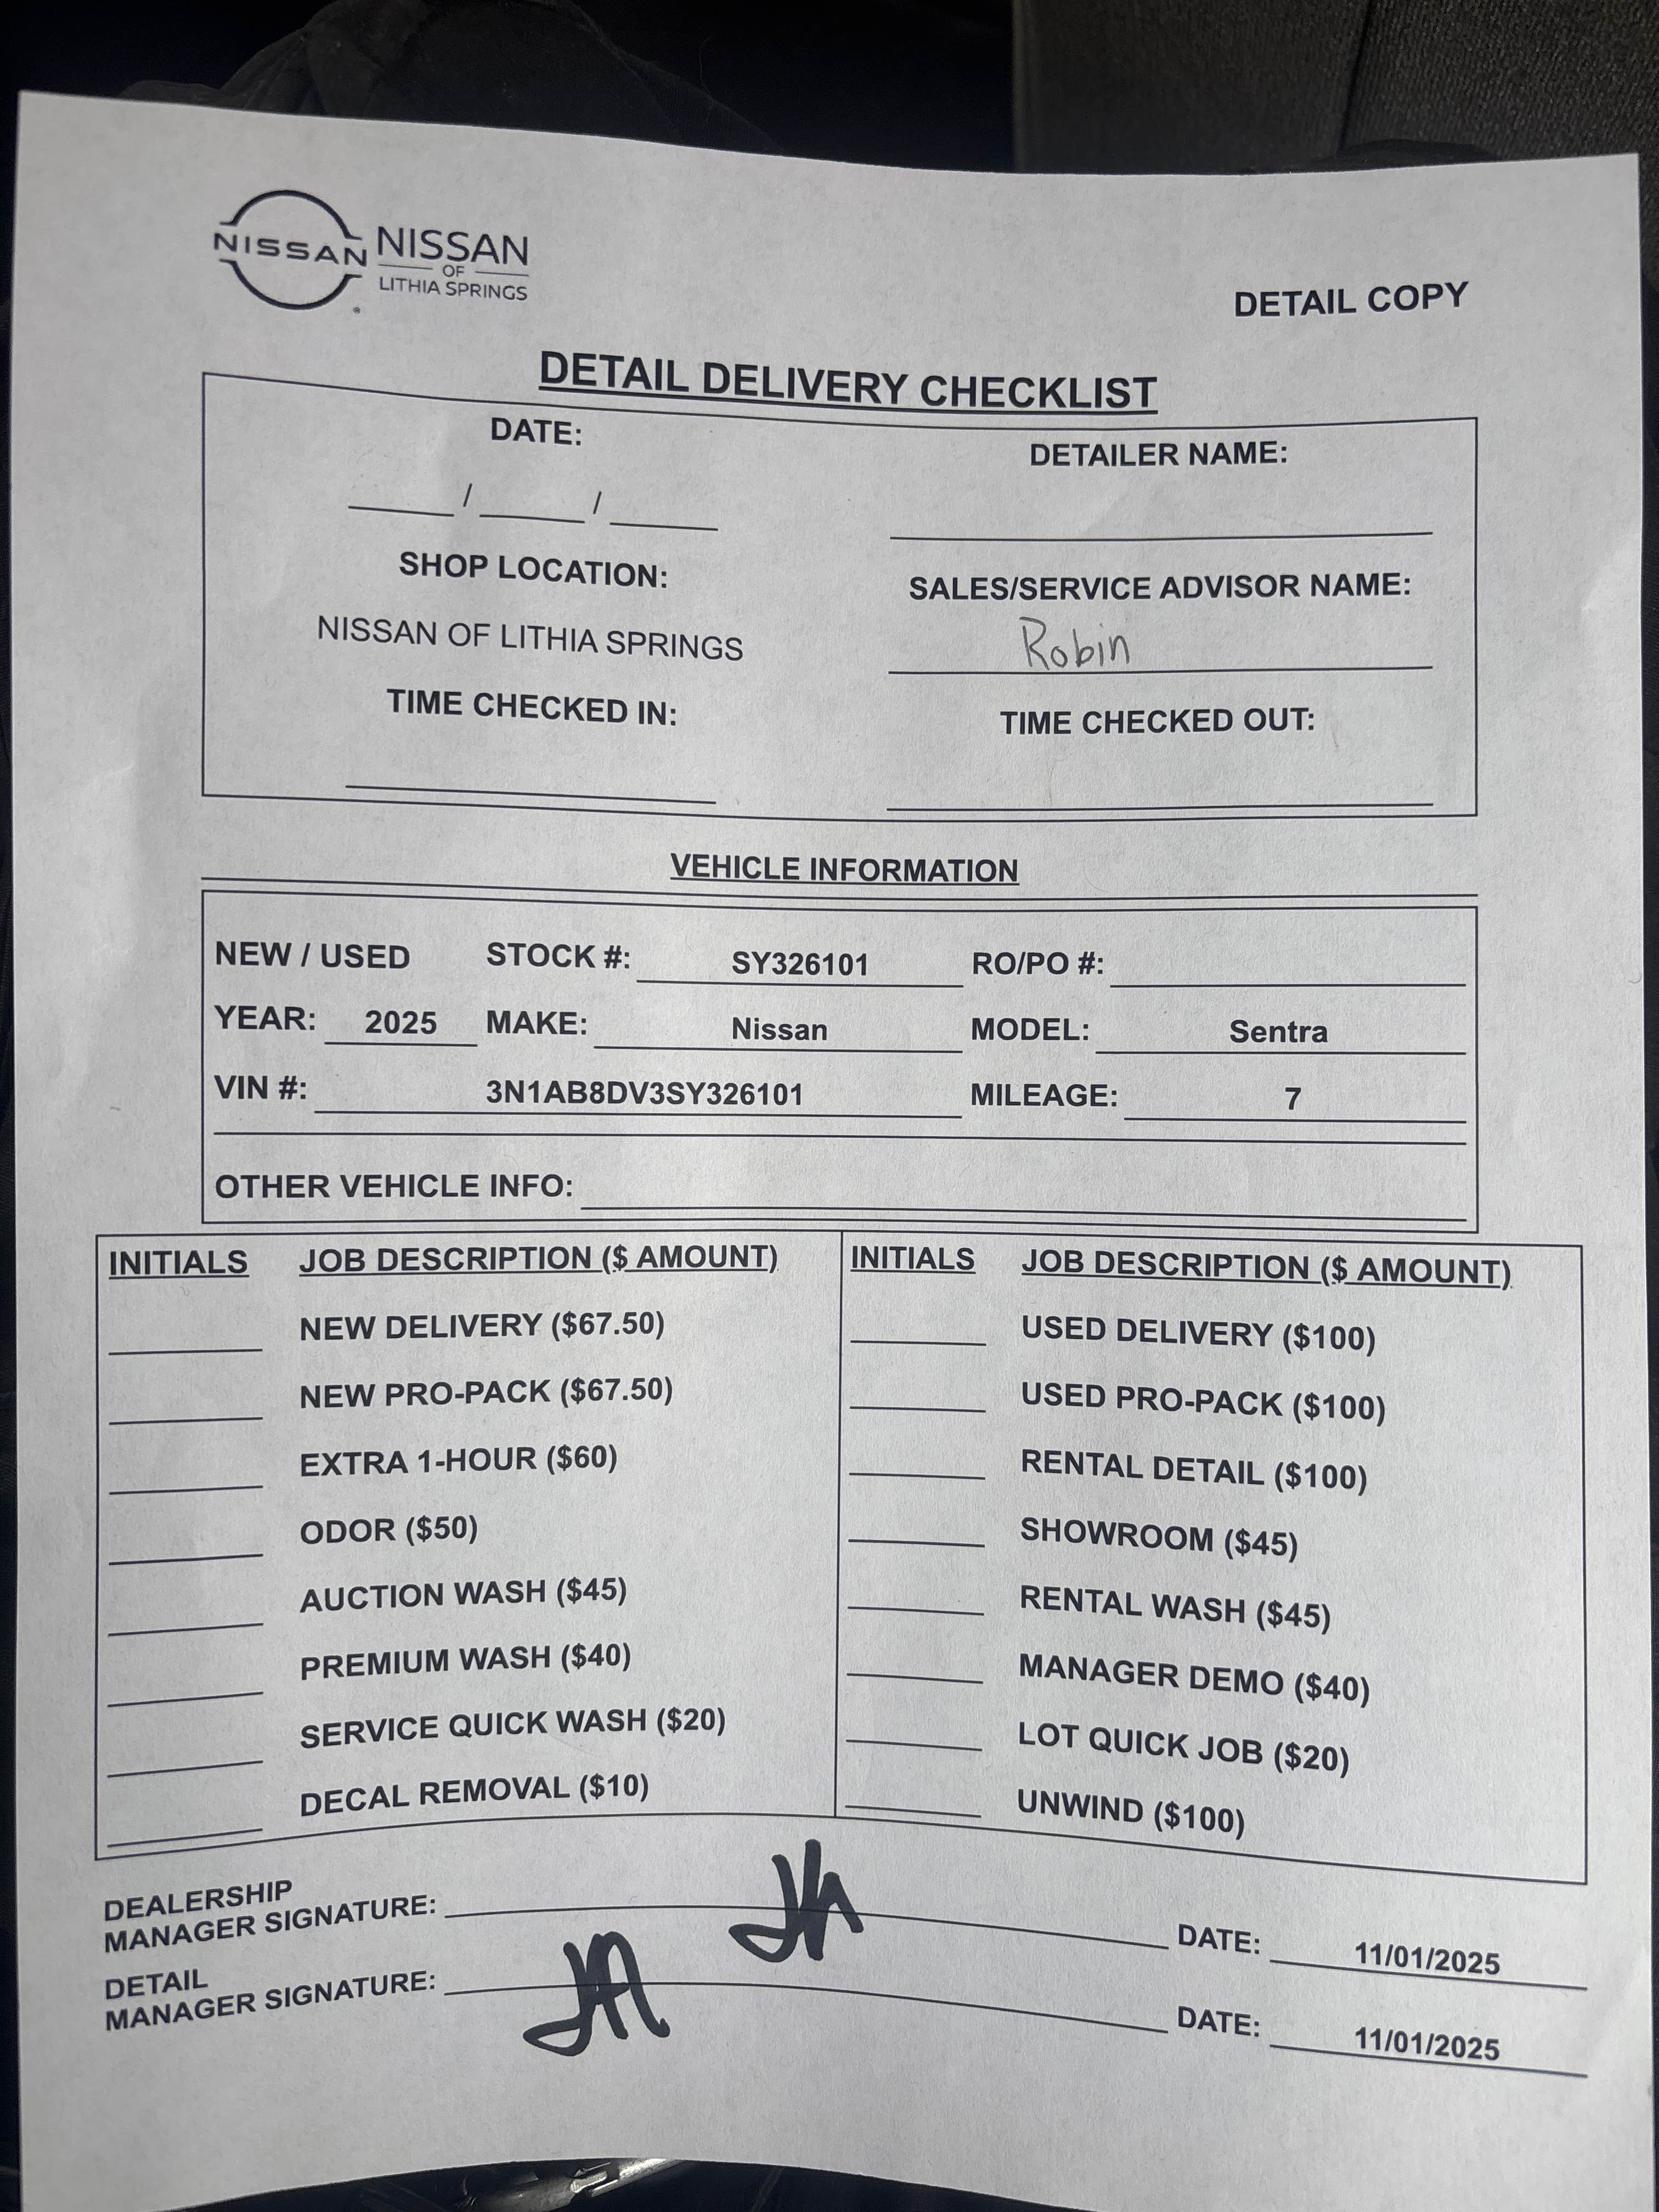 NISSAN NISSAN
OF
LITHIA SPRINGS
DETAIL COPY
DETAIL DELIVERY CHECKLIST
DATE: DETAILER NAME:
/ /
SHOP LOCATION: SALES/SERVICE ADVISOR NAME:
NISSAN OF LITHIA SPRINGS Robin
TIME CHECKED IN: TIME CHECKED OUT:
VEHICLE INFORMATION
NEW / USED STOCK #: SY326101 RO/PO #:
YEAR: 2025 MAKE: Nissan MODEL: Sentra
VIN #: 3N1AB8DV3SY326101 MILEAGE: 7
OTHER VEHICLE INFO:
INITIALS JOB DESCRIPTION ($ AMOUNT) INITIALS JOB DESCRIPTION ($ AMOUNT)
NEW DELIVERY ($67.50) USED DELIVERY ($100)
NEW PRO-PACK ($67.50) USED PRO-PACK ($100)
EXTRA 1-HOUR ($60) RENTAL DETAIL ($100)
ODOR ($50) SHOWROOM ($45)
AUCTION WASH ($45) RENTAL WASH ($45)
PREMIUM WASH ($40) MANAGER DEMO ($40)
SERVICE QUICK WASH ($20) LOT QUICK JOB ($20)
DECAL REMOVAL ($10) UNWIND ($100)
DEALERSHIP
MANAGER SIGNATURE: DATE: 11/01/2025
DETAIL
MANAGER SIGNATURE: DATE: 11/01/2025